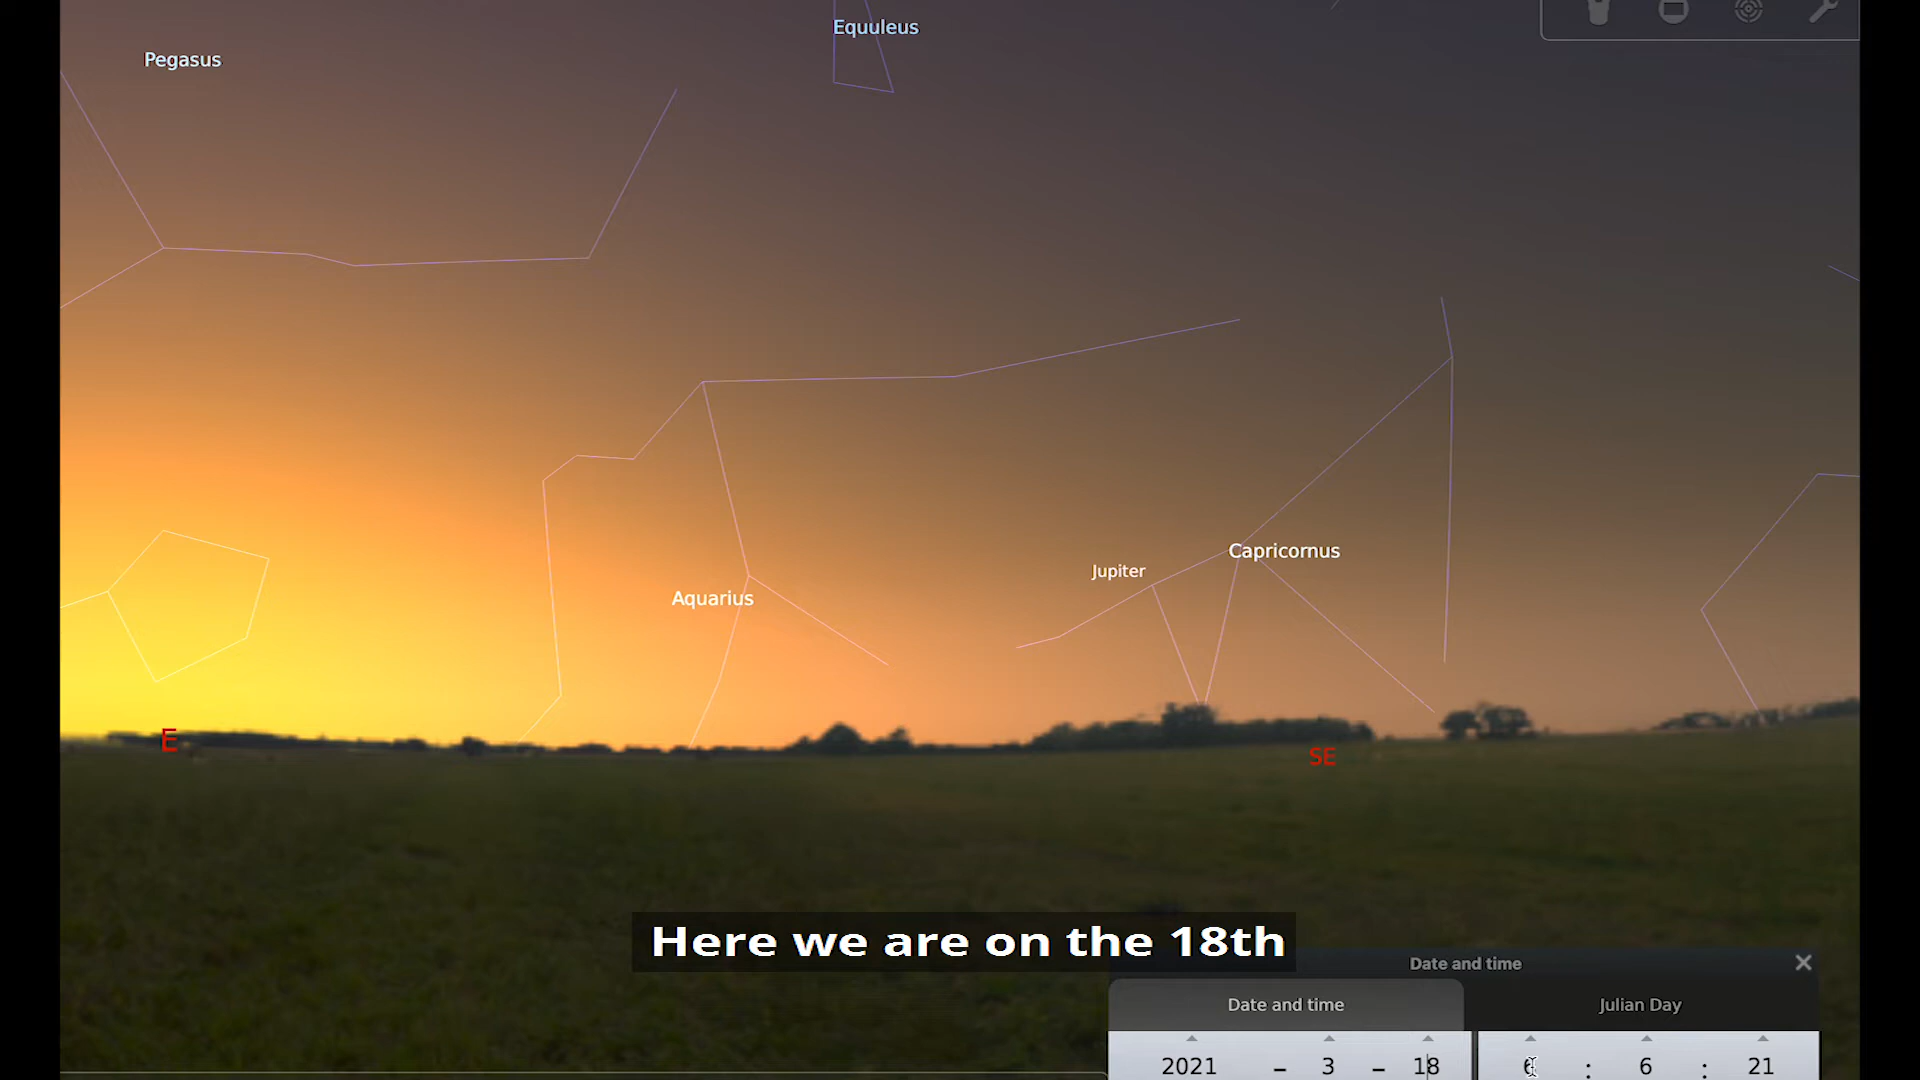 Equuleus
Pegasus
Capricornus
Jupiter
Aquarius
E
SE
Here we are on the 18th
Date and time
Date and time
Julian Day
2021 – 3 – 18
6 : 6 : 21